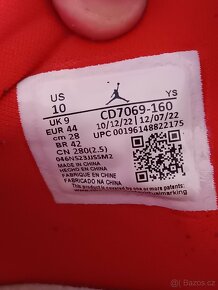 US
10
YS
UK 9
EUR 44
cm 28
BR 42
CN 280(2.5)
CD7069-160
10/12/22 12/07/22
UPC 00196148822175
046N523JJS5M2
HECHO EN CHINA
FABRICADO NA CHINA
MADE IN CHINA
FABRIQUÉ EN CHINE
Bazoš.cz